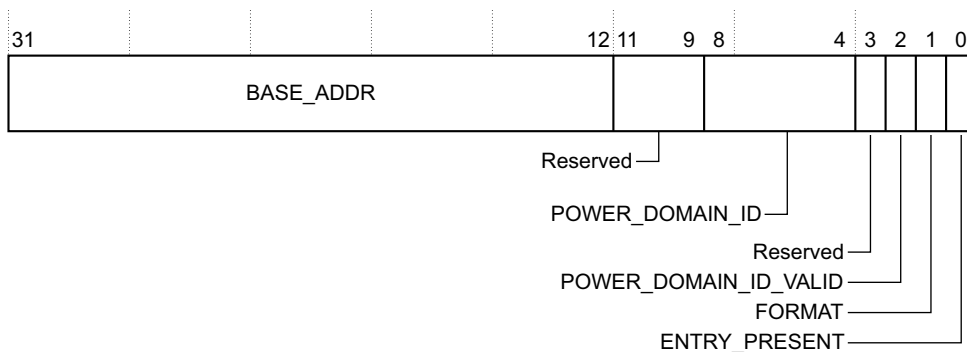 31 12 11 9 8 4 3 2 1 0
BASE_ADDR
Reserved
POWER_DOMAIN_ID
Reserved
POWER_DOMAIN_ID_VALID
FORMAT
ENTRY_PRESENT